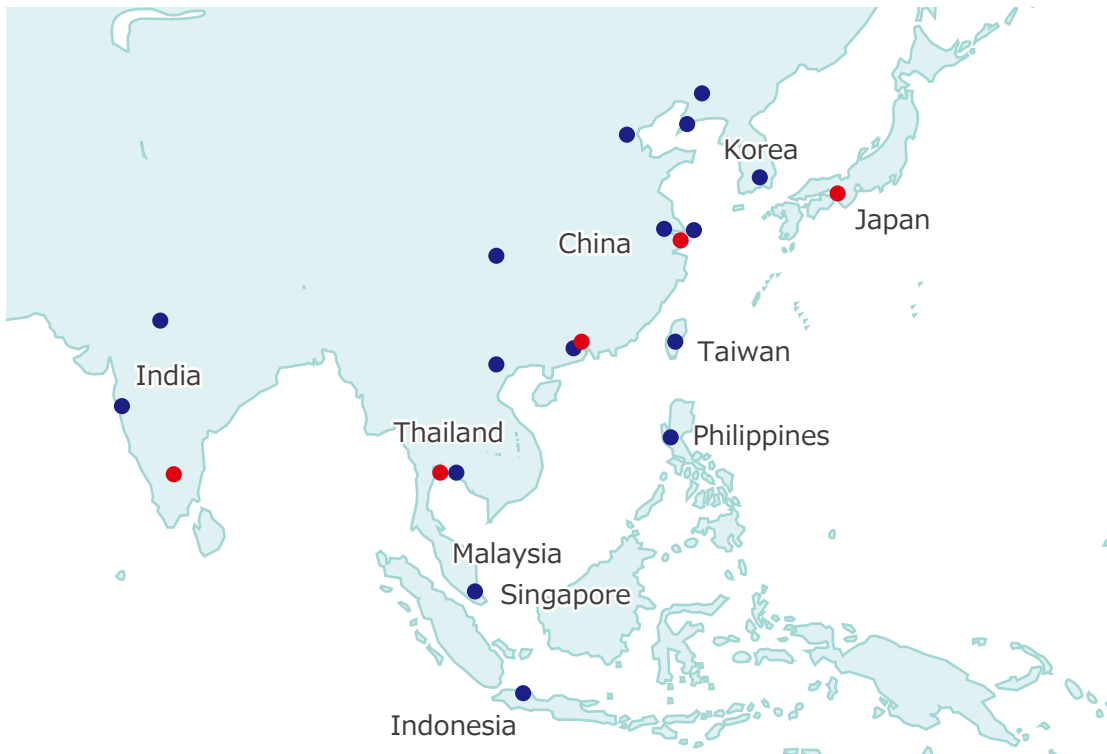 Korea
Japan
China
Taiwan
India
Thailand
Philippines
Malaysia
Singapore
Indonesia